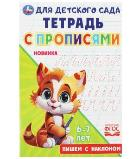 ДЛЯ ДЕТСКОГО САДА
ТЕТРАДЬ
С ПРОПИСЯМИ
НОВИНКА
6-7
ЛЕТ
ПИШЕМ С НАКЛОНОМ